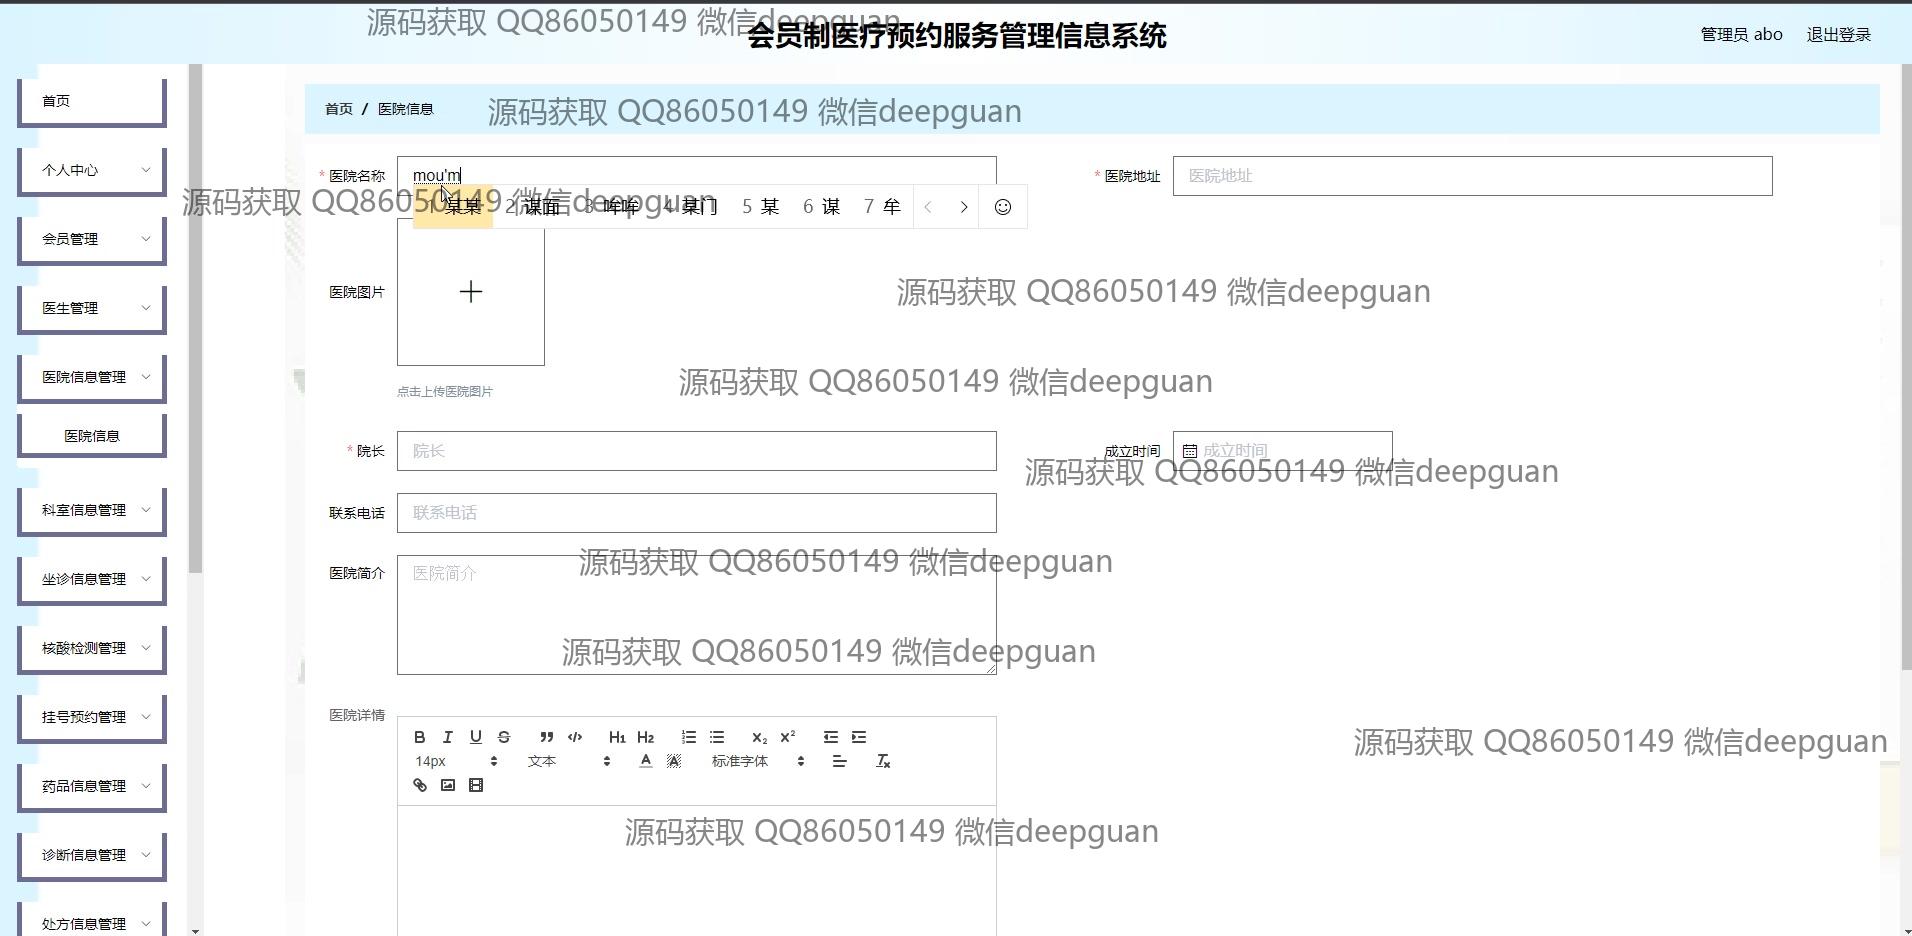 源码获取 QQ86050149 微信deepguan
会员制医疗预约服务管理信息系统
管理员 abo
退出登录
首页
个人中心
会员管理
医生管理
医院信息管理
医院信息
科室信息管理
坐诊信息管理
核酸检测管理
挂号预约管理
药品信息管理
诊断信息管理
处方信息管理
首页 / 医院信息
源码获取 QQ86050149 微信deepguan
* 医院名称 mou'm
* 医院地址 医院地址
源码获取 QQ86050149 微信deepguan
1 某某 2 谋面 3 哞哞 4 某门 5 某 6 谋 7 牟
医院图片
源码获取 QQ86050149 微信deepguan
点击上传医院图片
源码获取 QQ86050149 微信deepguan
* 院长 院长
成立时间 成立时间
源码获取 QQ86050149 微信deepguan
联系电话 联系电话
医院简介 医院简介
源码获取 QQ86050149 微信deepguan
源码获取 QQ86050149 微信deepguan
医院详情
B I U S H1 H2 X2 X2
14px 文本 A A 标准字体 Tx
源码获取 QQ86050149 微信deepguan
源码获取 QQ86050149 微信deepguan